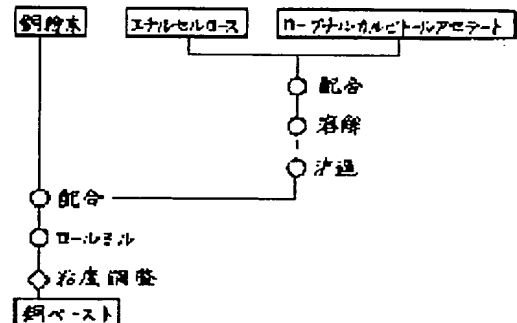 銅粉末
エチルセルロース
n-ブチルカルビトールアセテート
配合
溶解
沪過
配合
ロールミル
粘度調整
銅ペースト